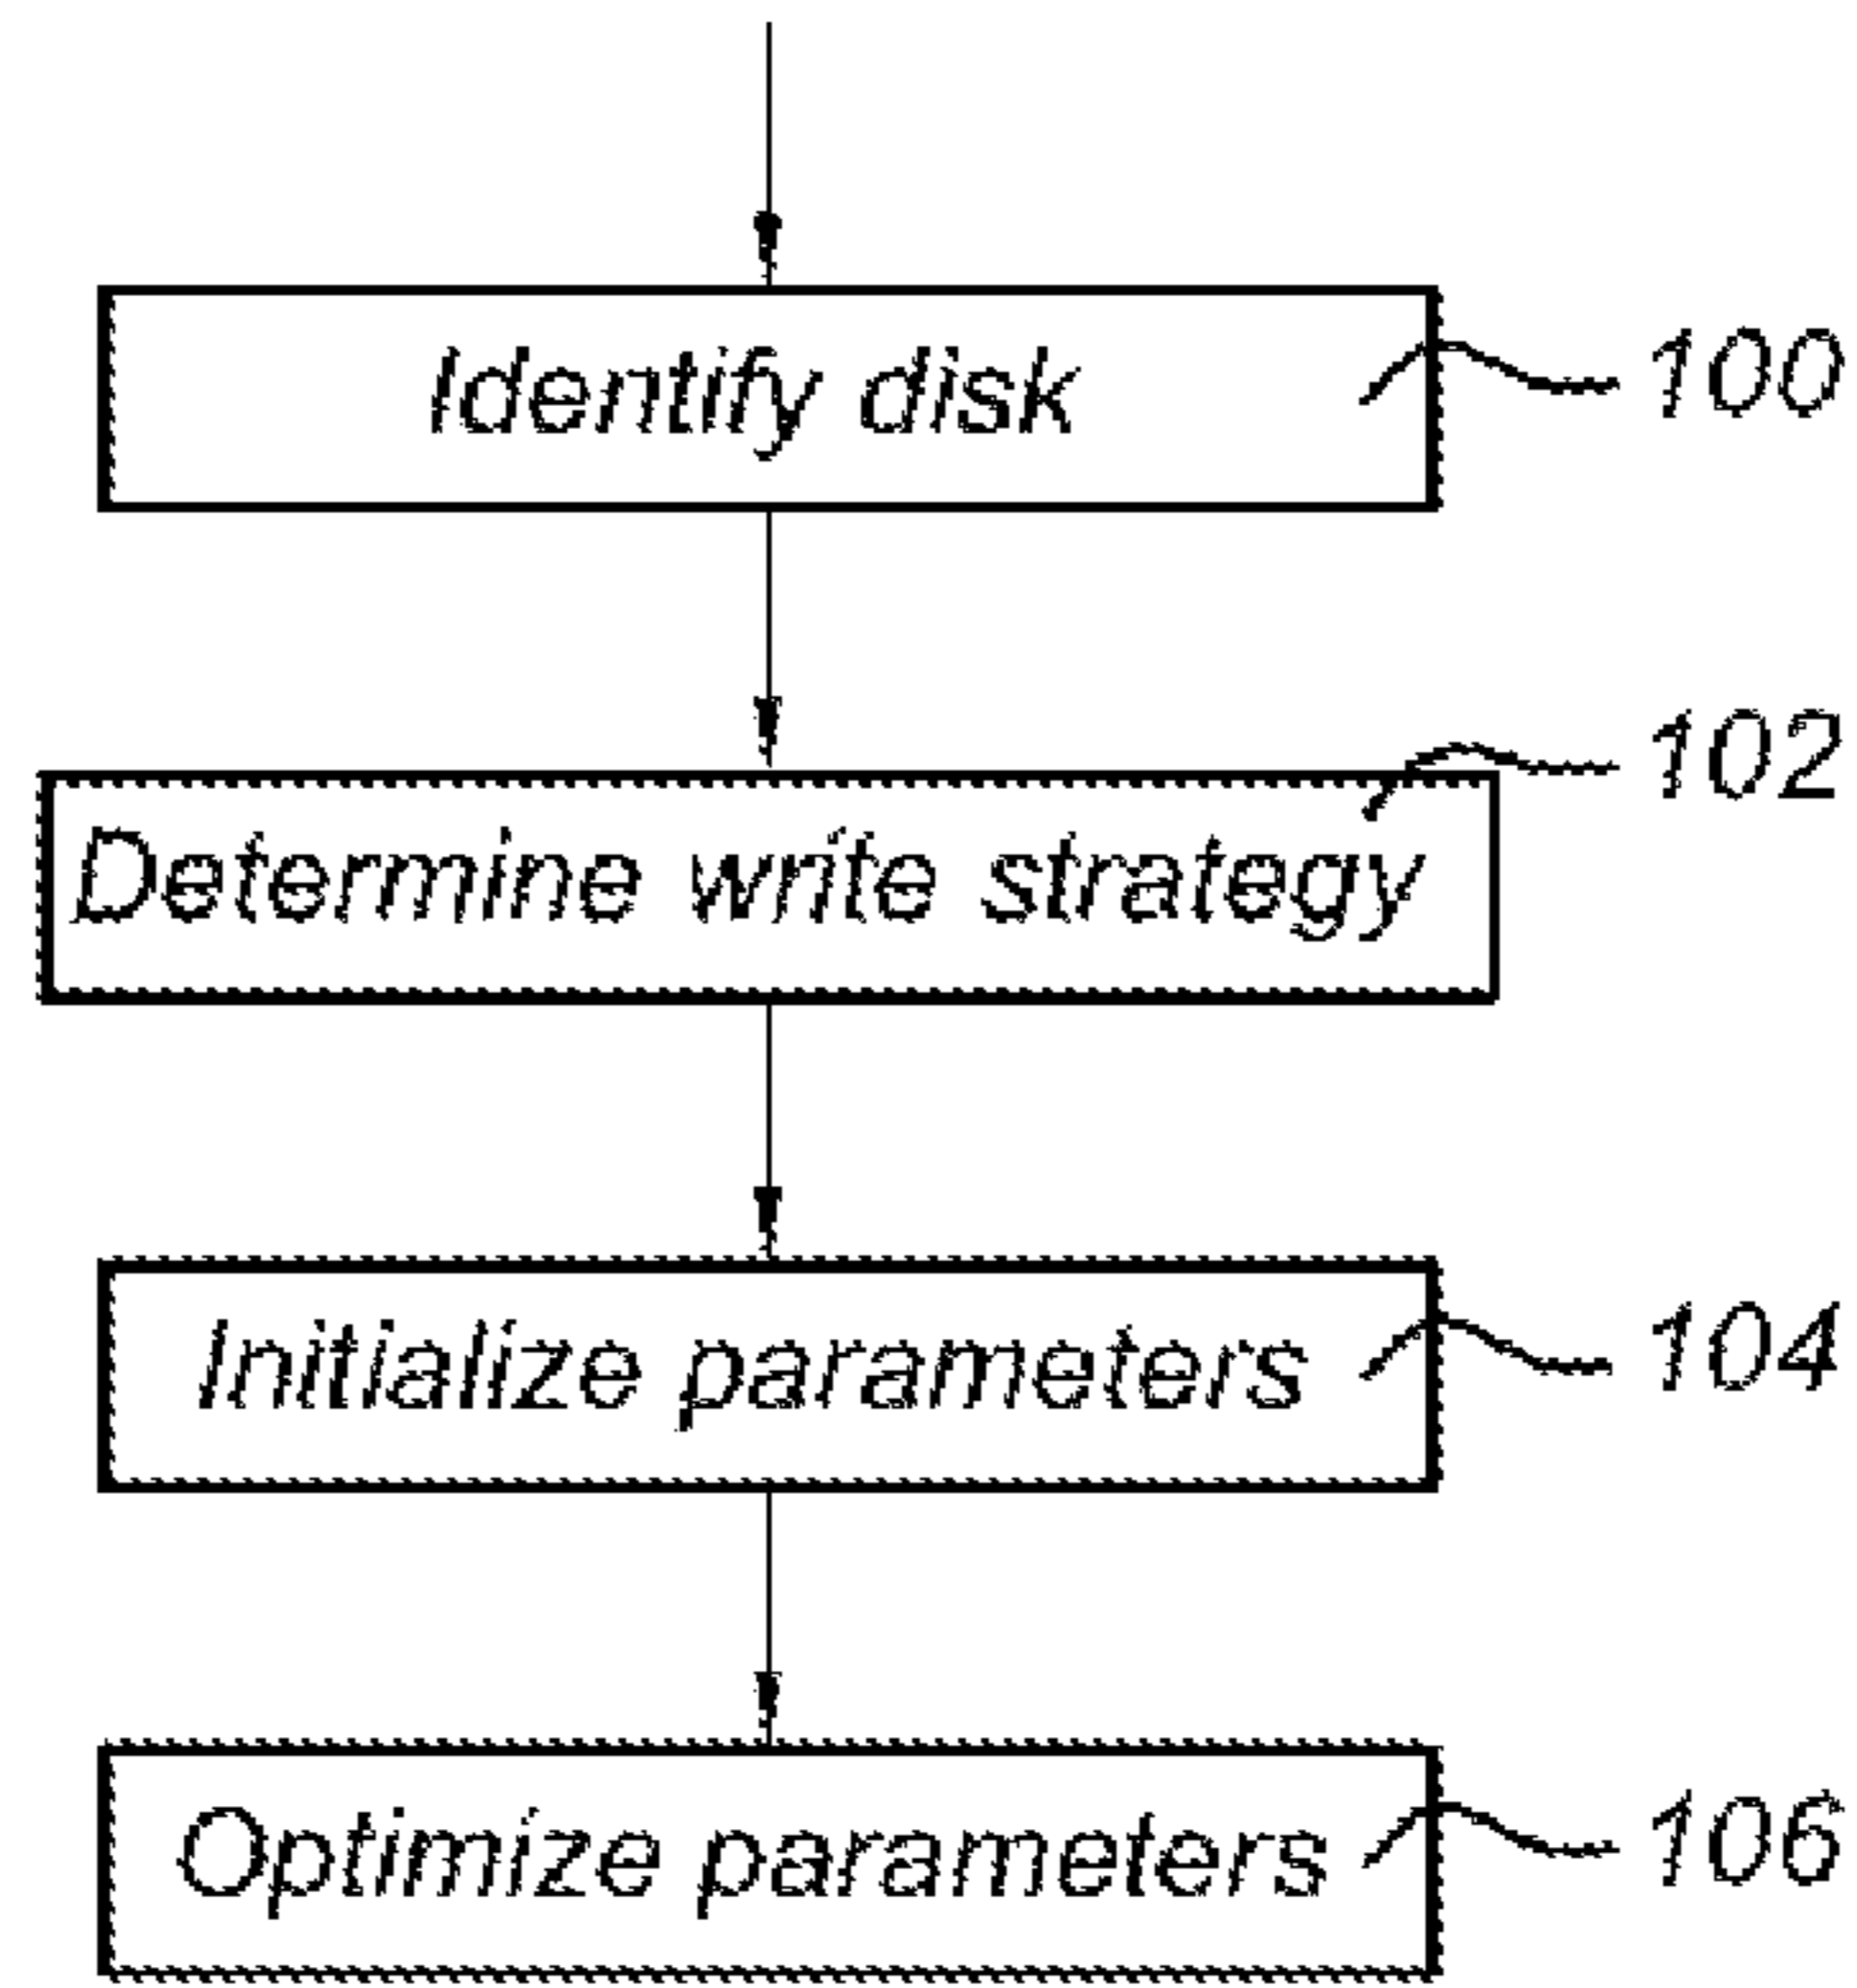 Identify disk
100
102
Determine write strategy
Initialize parameters
104
Optimize parameters
106